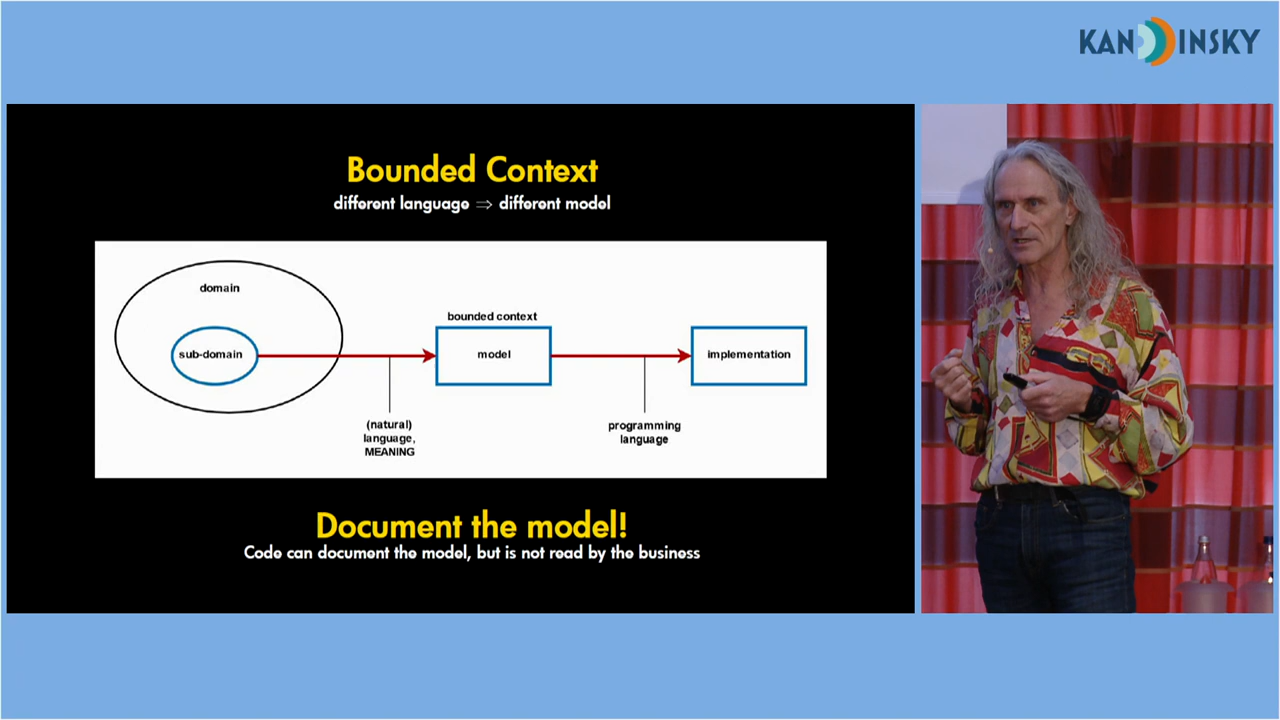 KANDDINSKY
Bounded Context
different language ⇒ different model
domain
sub-domain
bounded context
model
implementation
(natural)
language,
MEANING
programming
language
Document the model!
Code can document the model, but is not read by the business